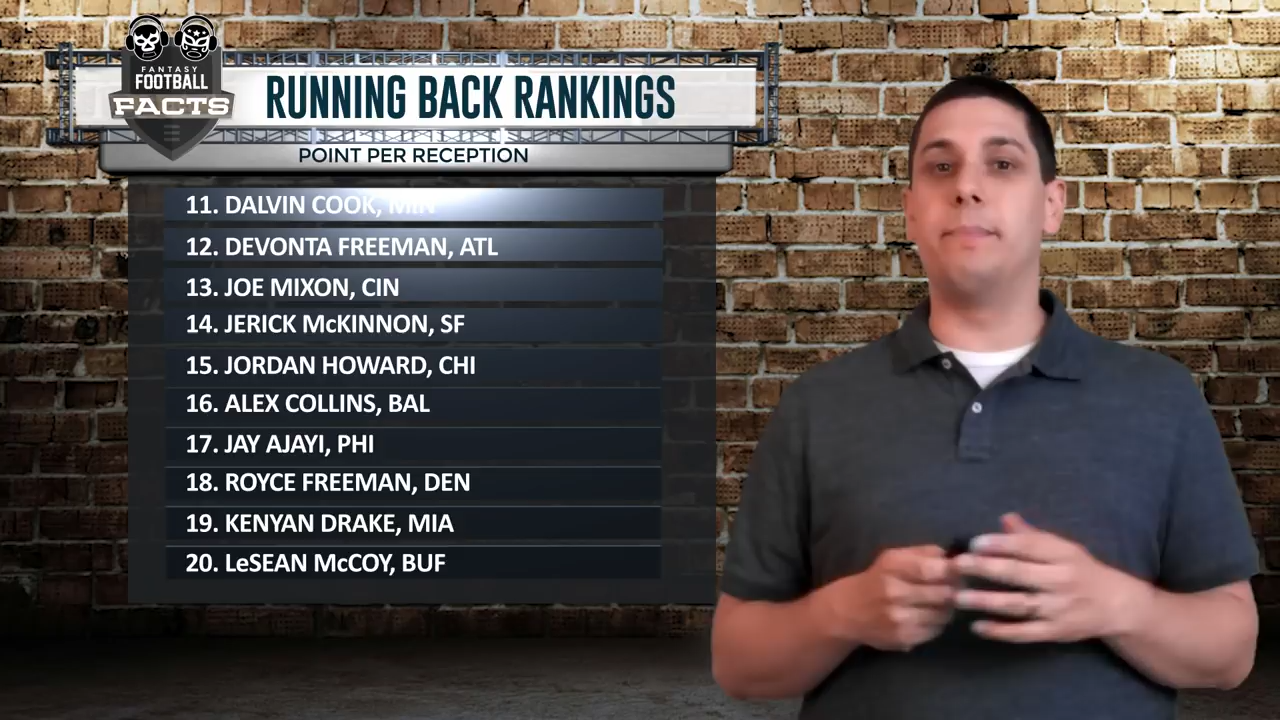 FANTASY
FOOTBALL
FACTS
RUNNING BACK RANKINGS
POINT PER RECEPTION
11. DALVIN COOK, MIN
12. DEVONTA FREEMAN, ATL
13. JOE MIXON, CIN
14. JERICK McKINNON, SF
15. JORDAN HOWARD, CHI
16. ALEX COLLINS, BAL
17. JAY AJAYI, PHI
18. ROYCE FREEMAN, DEN
19. KENYAN DRAKE, MIA
20. LeSEAN McCOY, BUF